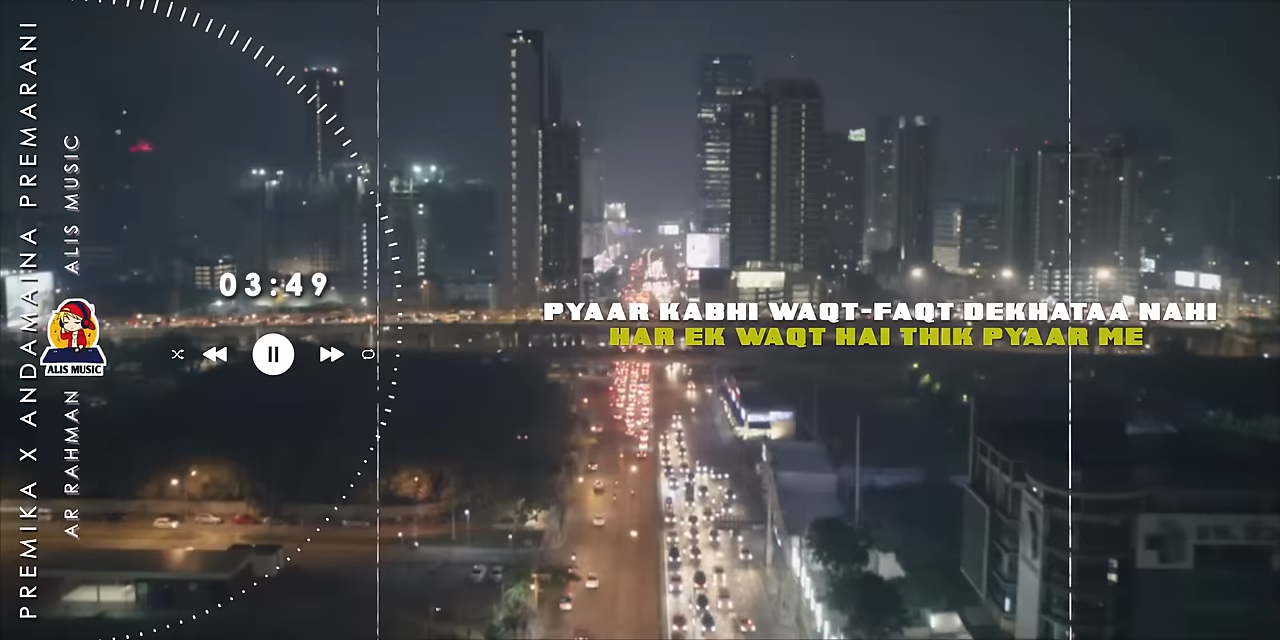 PREMIKA X ANDAMAINA PREMARANI
ALIS MUSIC
AR RAHMAN
ALIS MUSIC
03:49
PYAAR KABHI WAQT-FAQT DEKHATAA NAHI
HAR EK WAQT HAI THIK PYAAR ME